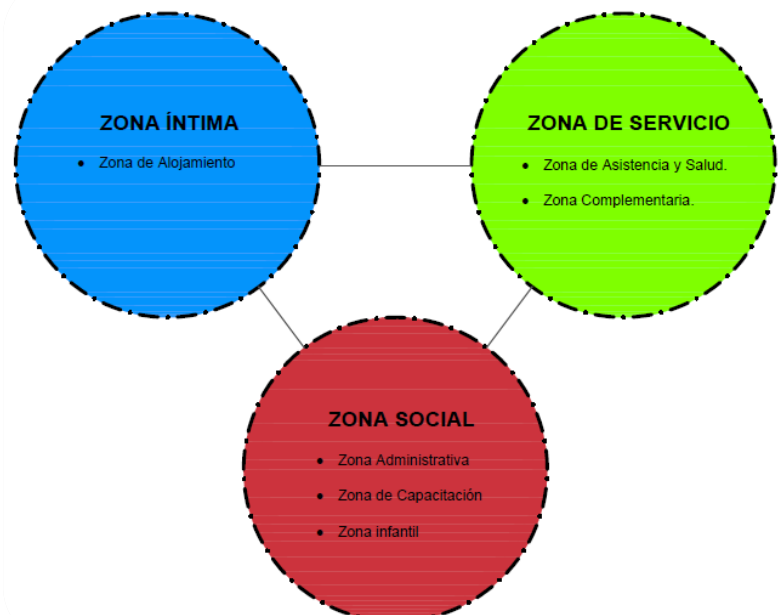 ZONA ÍNTIMA
• Zona de Alojamiento
ZONA DE SERVICIO
• Zona de Asistencia y Salud.
• Zona Complementaria.
ZONA SOCIAL
• Zona Administrativa
• Zona de Capacitación
• Zona infantil